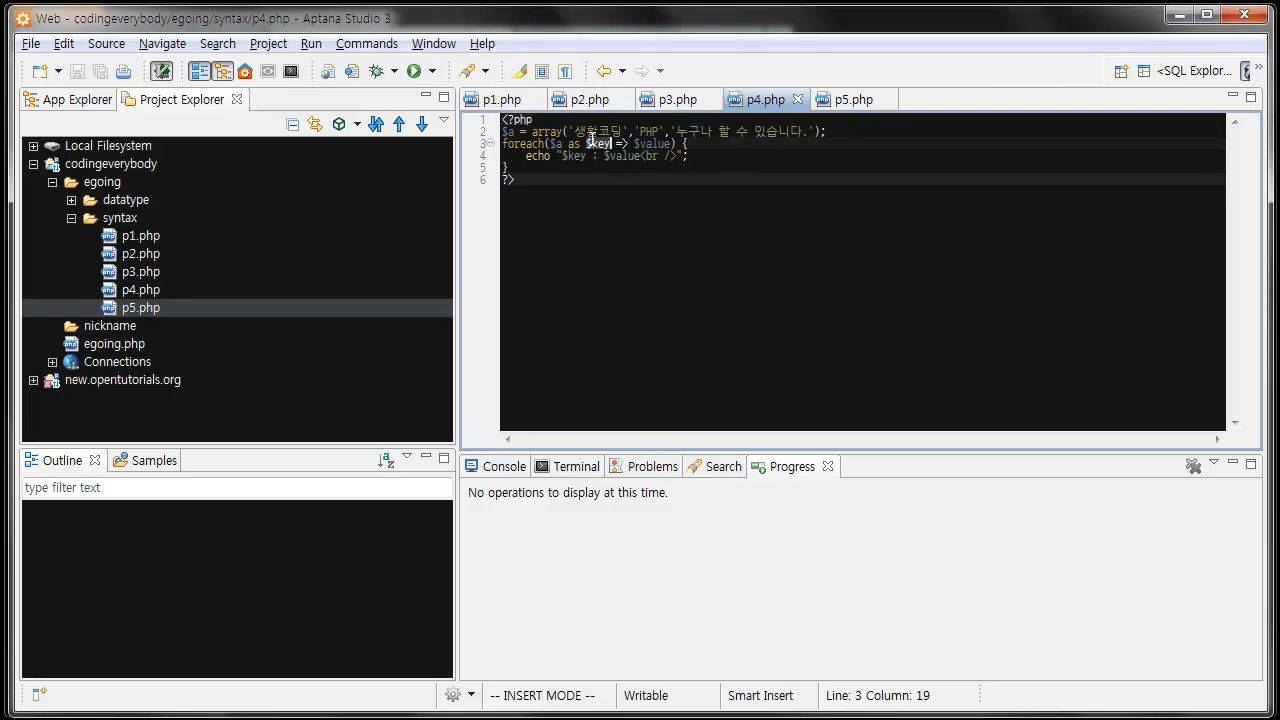 Web - codingeverybody/egoing/syntax/p4.php - Aptana Studio 3
File Edit Source Navigate Search Project Run Commands Window Help
<SQL Explor...
App Explorer Project Explorer
p1.php p2.php p3.php p4.php p5.php
Local Filesystem
codingeverybody
egoing
datatype
syntax
p1.php
p2.php
p3.php
p4.php
p5.php
nickname
egoing.php
Connections
new.opentutorials.org
1 <?php
2 $a = array('생활코딩','PHP','누구나 할 수 있습니다.');
3 foreach($a as $key => $value) {
4 echo "$key : $value<br />";
5 }
6 ?>
Outline Samples
type filter text
Console Terminal Problems Search Progress
No operations to display at this time.
-- INSERT MODE -- Writable Smart Insert Line: 3 Column: 19